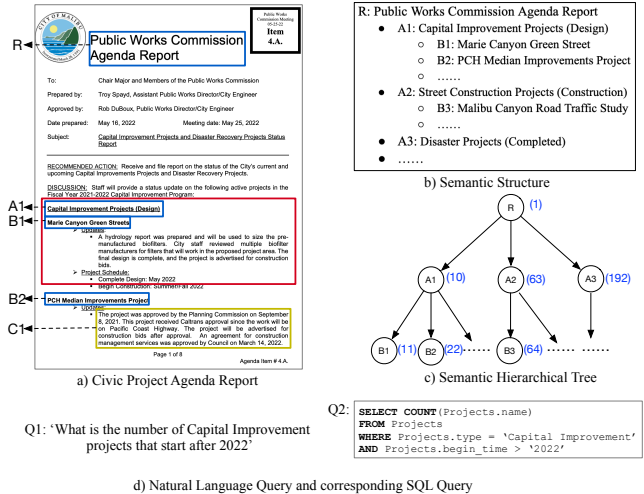 CITY OF MALIBU
Public Works
Commission Meeting
05-25-22
Item
4.A.
R
Public Works Commission
Agenda Report
To: Chair Major and Members of the Public Works Commission
Prepared by: Troy Spayd, Assistant Public Works Director/City Engineer
Approved by: Rob DuBoux, Public Works Director/City Engineer
Date prepared: May 16, 2022 Meeting date: May 25, 2022
Subject: Capital Improvement Projects and Disaster Recovery Projects Status
Report
RECOMMENDED ACTION: Receive and file report on the status of the City's current and
upcoming Capital Improvements Projects and Disaster Recovery Projects.
DISCUSSION: Staff will provide a status update on the following active projects in the
Fiscal Year 2021-2022 Capital Improvement Program:
A1
Capital Improvement Projects (Design)
B1
Marie Canyon Green Streets
➢ Updates:
• A hydrology report was prepared and will be used to size the pre-
manufactured biofilters. City staff reviewed multiple biofilter
manufacturers for filters that will work in the proposed project area. The
final design is complete, and the project is advertised for construction
bids.
➢ Project Schedule:
• Complete Design: May 2022
• Begin Construction: Summer/Fall 2022
B2
PCH Median Improvements Project
➢ Updates:
C1
• The project was approved by the Planning Commission on September
8, 2021. This project received Caltrans approval since the work will be
on Pacific Coast Highway. The project will be advertised for
construction bids after approval. An agreement for construction
management services was approved by Council on March 14, 2022.
Page 1 of 8
Agenda Item # 4.A.
a) Civic Project Agenda Report
R: Public Works Commission Agenda Report
● A1: Capital Improvement Projects (Design)
○ B1: Marie Canyon Green Street
○ B2: PCH Median Improvements Project
○ ......
● A2: Street Construction Projects (Construction)
○ B3: Malibu Canyon Road Traffic Study
○ ......
● A3: Disaster Projects (Completed)
● ......
b) Semantic Structure
R (1)
A1 (10) A2 (63) A3 (192)
B1 (11) B2 (22) ...... B3 (64) ...... ......
c) Semantic Hierarchical Tree
Q1: ‘What is the number of Capital Improvement
projects that start after 2022’
Q2:
SELECT COUNT(Projects.name)
FROM Projects
WHERE Projects.type = ‘Capital Improvement’
AND Projects.begin_time > ‘2022’
d) Natural Language Query and corresponding SQL Query